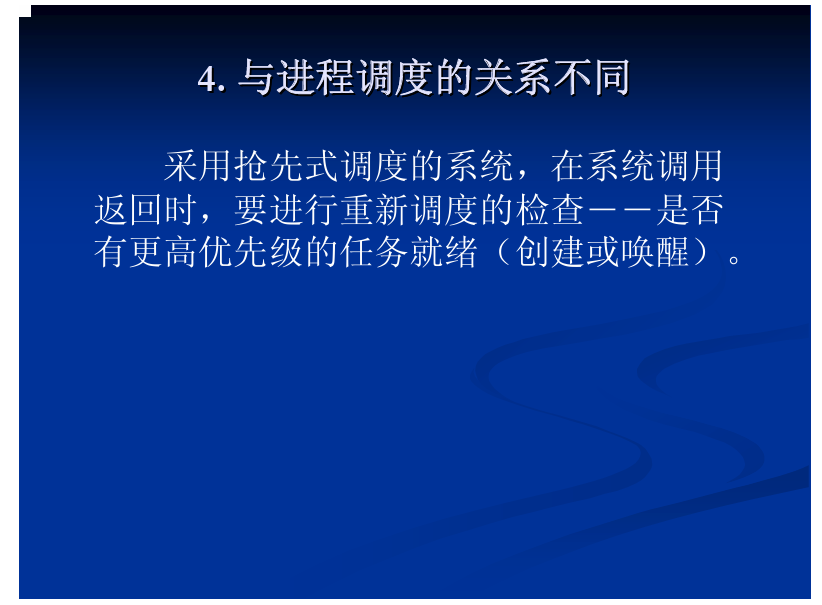 4. 与进程调度的关系不同
采用抢先式调度的系统，在系统调用
返回时，要进行重新调度的检查－－是否
有更高优先级的任务就绪（创建或唤醒）。